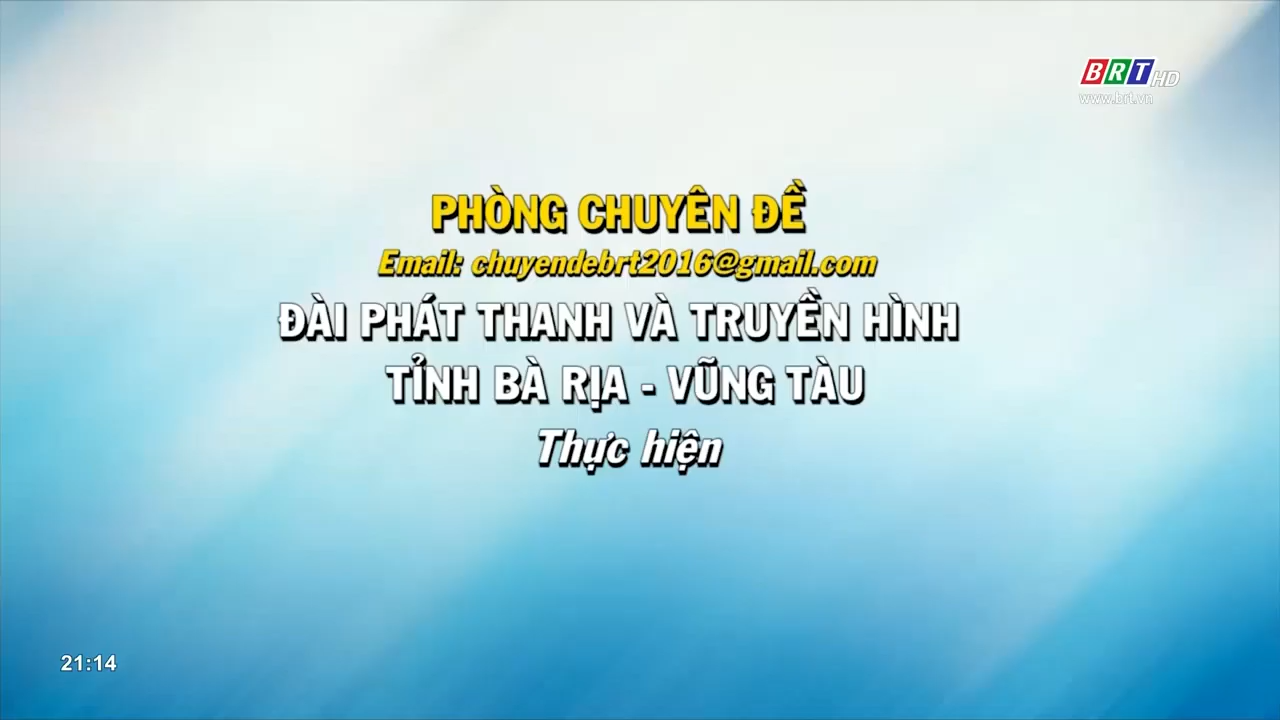 BRT HD
www.brt.vn
PHÒNG CHUYÊN ĐỀ
Email: chuyendebrt2016@gmail.com
ĐÀI PHÁT THANH VÀ TRUYỀN HÌNH
TỈNH BÀ RỊA - VŨNG TÀU
Thực hiện
21:14